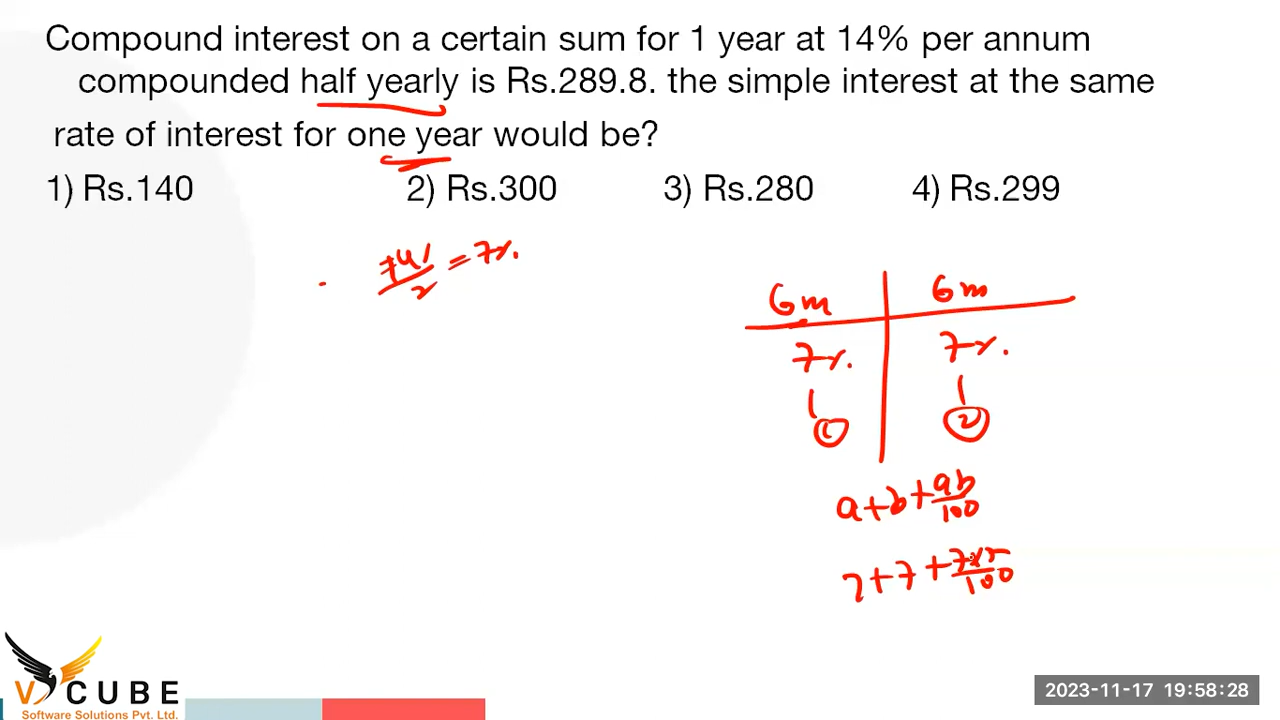 Compound interest on a certain sum for 1 year at 14% per annum
compounded half yearly is Rs.289.8. the simple interest at the same
rate of interest for one year would be?
1) Rs.140 2) Rs.300 3) Rs.280 4) Rs.299
/2 = 7%.
6m 6m
7%. 7%.
1 2
a+b+ab/100
7+7+7x7/100
V CUBE
Software Solutions Pvt. Ltd.
2023-11-17 19:58:28